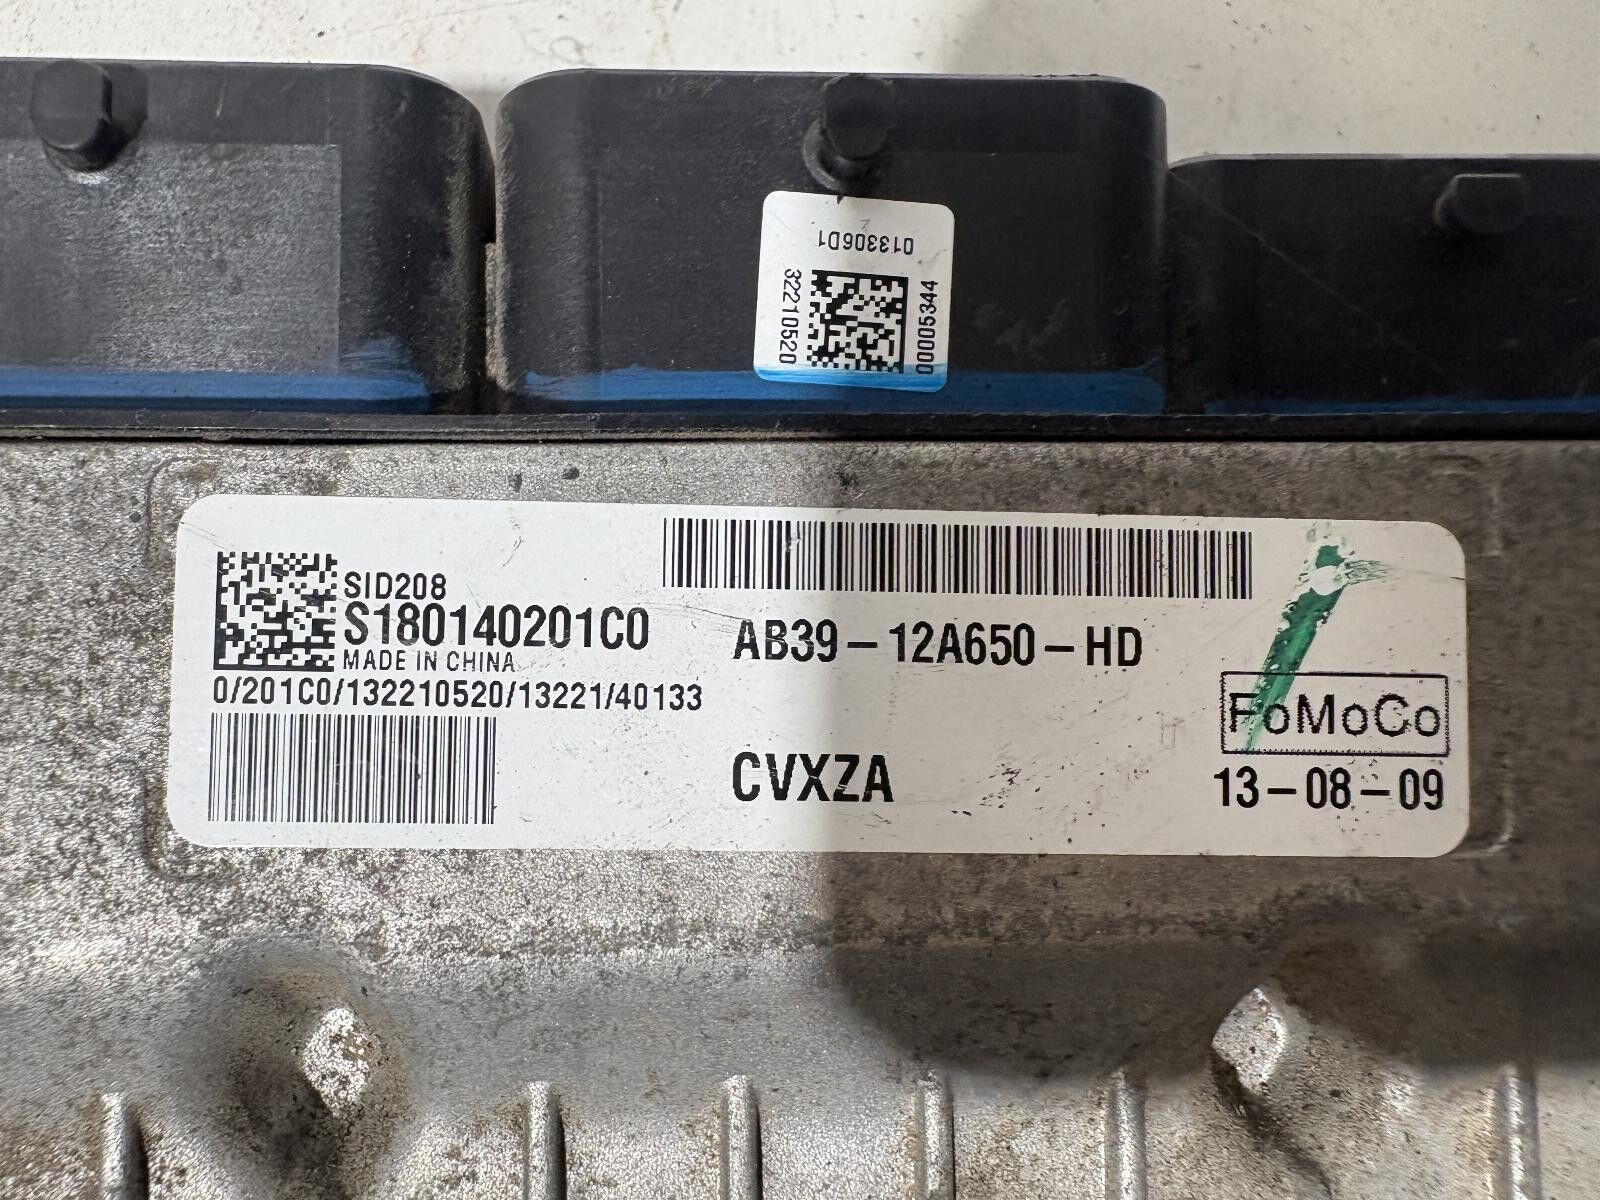 013306D1
32210520
00005344
SID208
S180140201C0
MADE IN CHINA
0/201C0/132210520/13221/40133
AB39-12A650-HD
CVXZA
FoMoCo
13-08-09